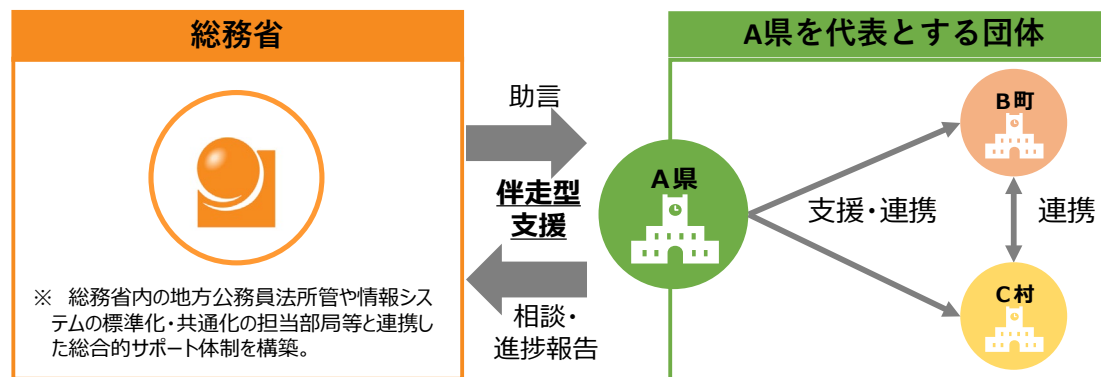 総務省
※ 総務省内の地方公務員法所管や情報シス
テムの標準化・共通化の担当部局等と連携し
た総合的サポート体制を構築。
助言
伴走型
支援
相談・
進捗報告
A県を代表とする団体
A県
支援・連携
B町
連携
C村